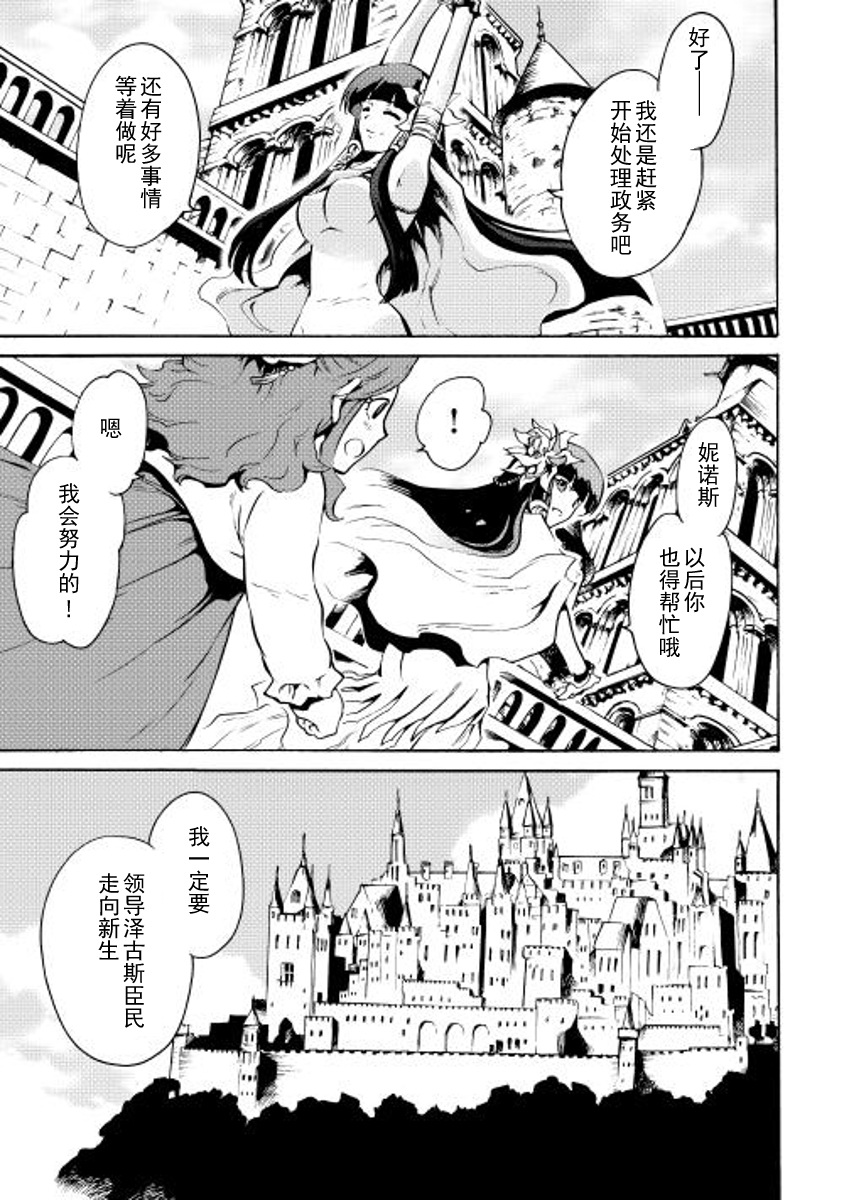 好了——
我还是赶紧
开始处理政务吧
还有好多事情
等着做呢
妮诺斯
以后你
也得帮忙哦
！
嗯
我会努力的！
我一定要
领导泽古斯臣民
走向新生